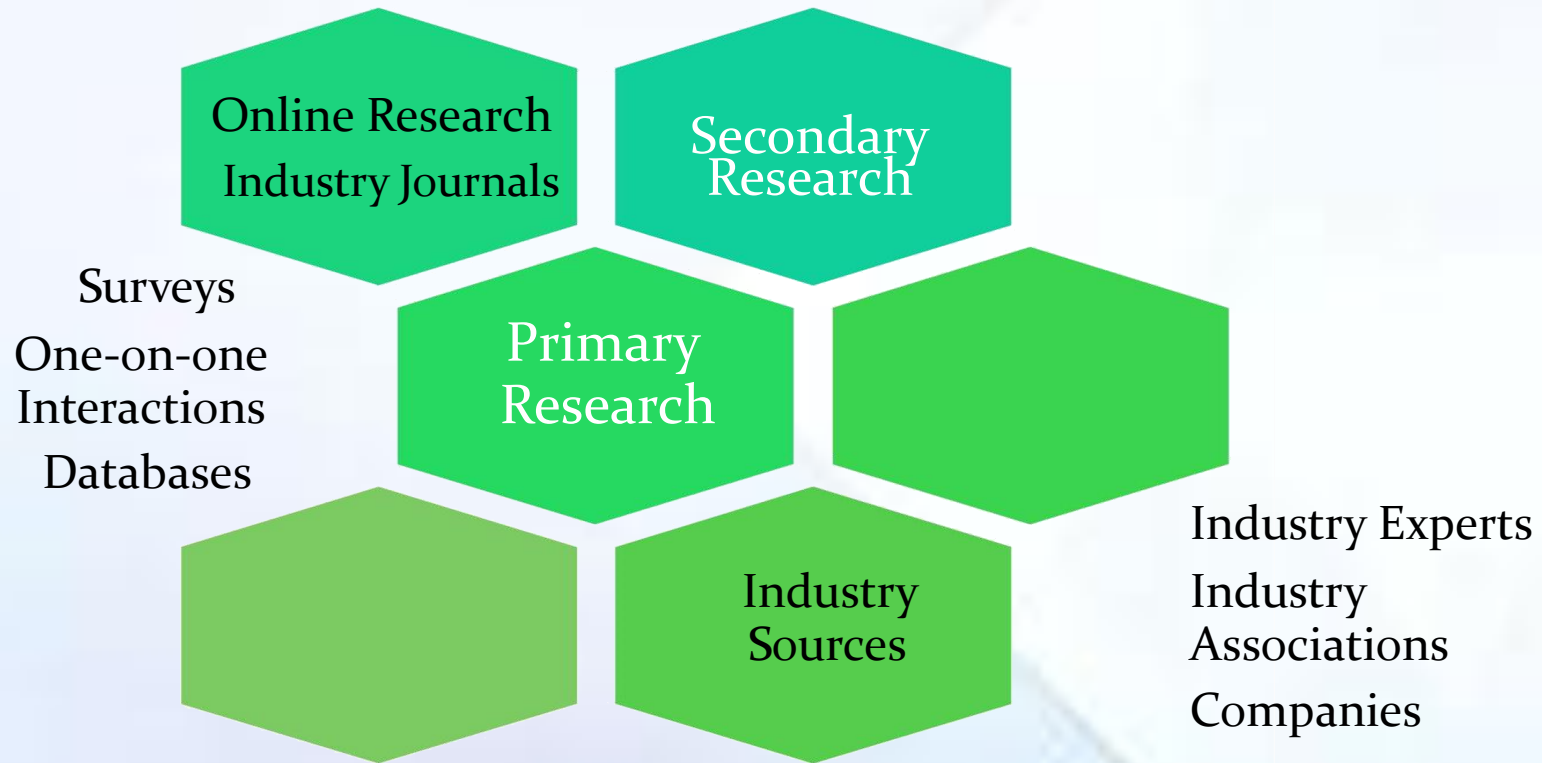 Online Research
Industry Journals
Secondary
Research
Surveys
One-on-one
Interactions
Databases
Primary
Research
Industry
Sources
Industry Experts
Industry
Associations
Companies